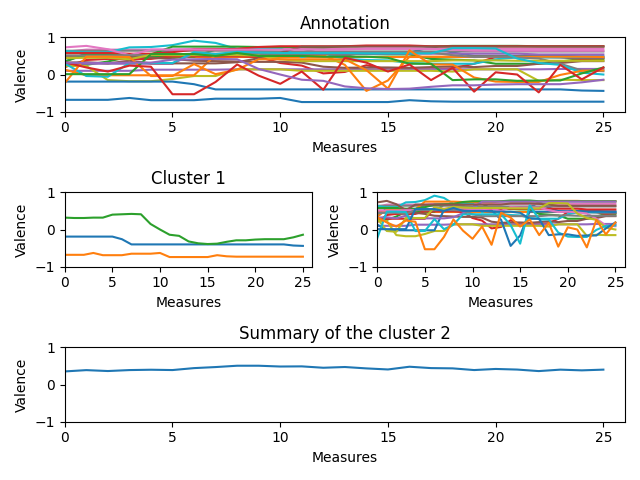 Annotation
Valence
1
0
−1
0 5 10 15 20 25
Measures
Cluster 1
Valence
1
0
−1
0 5 10 15 20 25
Measures
Cluster 2
Valence
1
0
−1
0 5 10 15 20 25
Measures
Summary of the cluster 2
Valence
1
0
−1
0 5 10 15 20 25
Measures